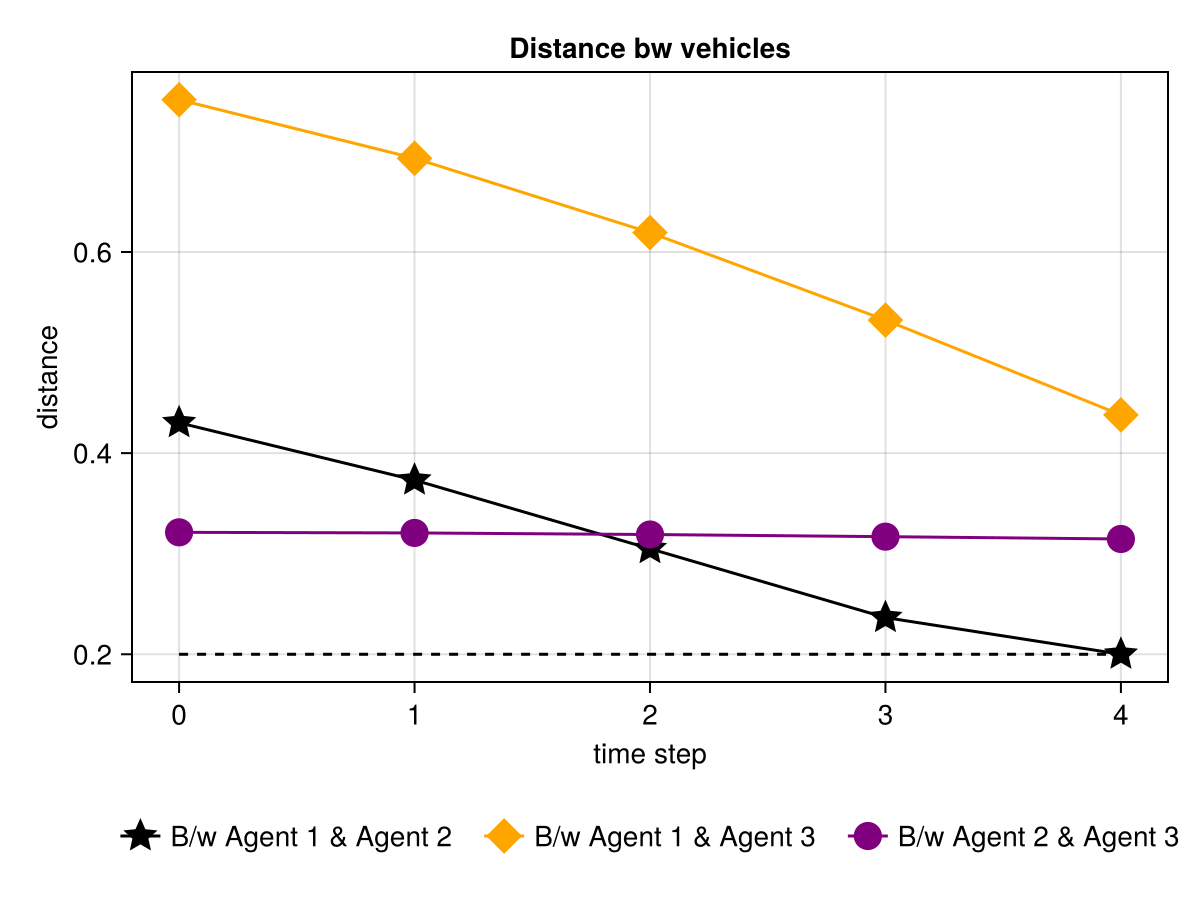 Distance bw vehicles
distance
0.6
0.4
0.2
0 1 2 3 4
time step
B/w Agent 1 & Agent 2 B/w Agent 1 & Agent 3 B/w Agent 2 & Agent 3